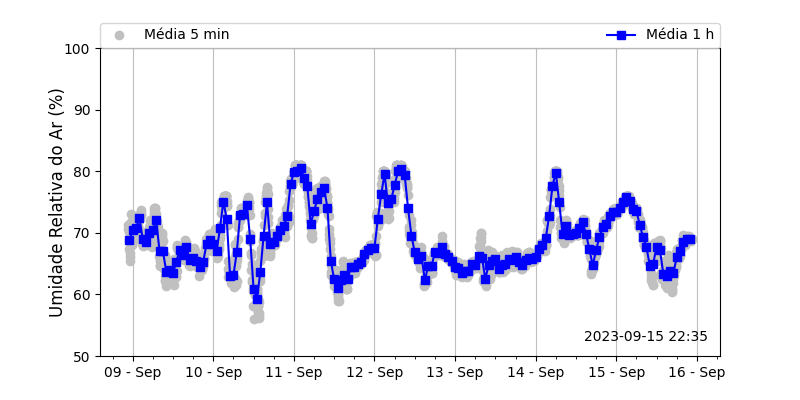 Média 5 min
Média 1 h
Umidade Relativa do Ar (%)
100
90
80
70
60
50
2023-09-15 22:35
09 - Sep
10 - Sep
11 - Sep
12 - Sep
13 - Sep
14 - Sep
15 - Sep
16 - Sep